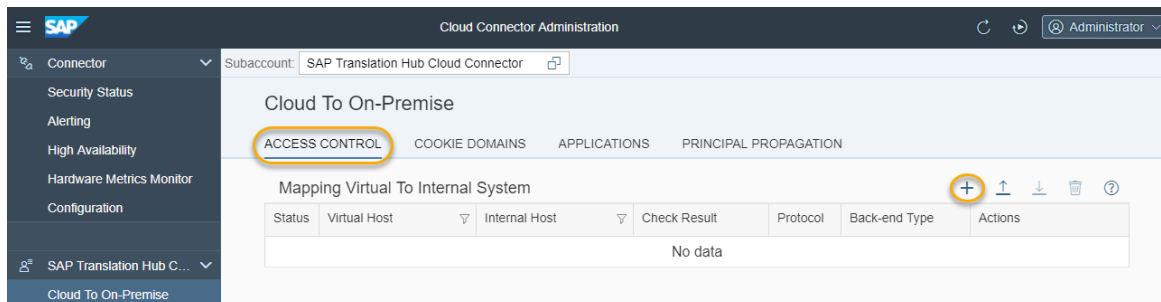 SAP Cloud Connector Administration Administrator
Connector Subaccount: SAP Translation Hub Cloud Connector
Security Status
Alerting
High Availability
Hardware Metrics Monitor
Configuration
SAP Translation Hub C...
Cloud To On-Premise
Cloud To On-Premise
ACCESS CONTROL COOKIE DOMAINS APPLICATIONS PRINCIPAL PROPAGATION
Mapping Virtual To Internal System
Status Virtual Host Internal Host Check Result Protocol Back-end Type Actions
No data